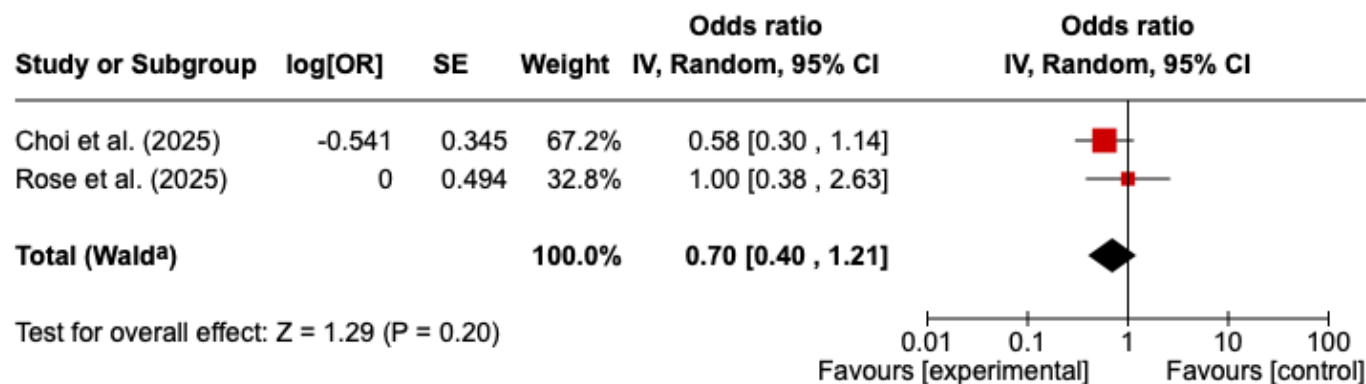 Odds ratio Odds ratio
Study or Subgroup log[OR] SE Weight IV, Random, 95% CI IV, Random, 95% CI
Choi et al. (2025) -0.541 0.345 67.2% 0.58 [0.30 , 1.14]
Rose et al. (2025) 0 0.494 32.8% 1.00 [0.38 , 2.63]
Total (Waldᵃ) 100.0% 0.70 [0.40 , 1.21]
Test for overall effect: Z = 1.29 (P = 0.20)
0.01 0.1 1 10 100
Favours [experimental] Favours [control]